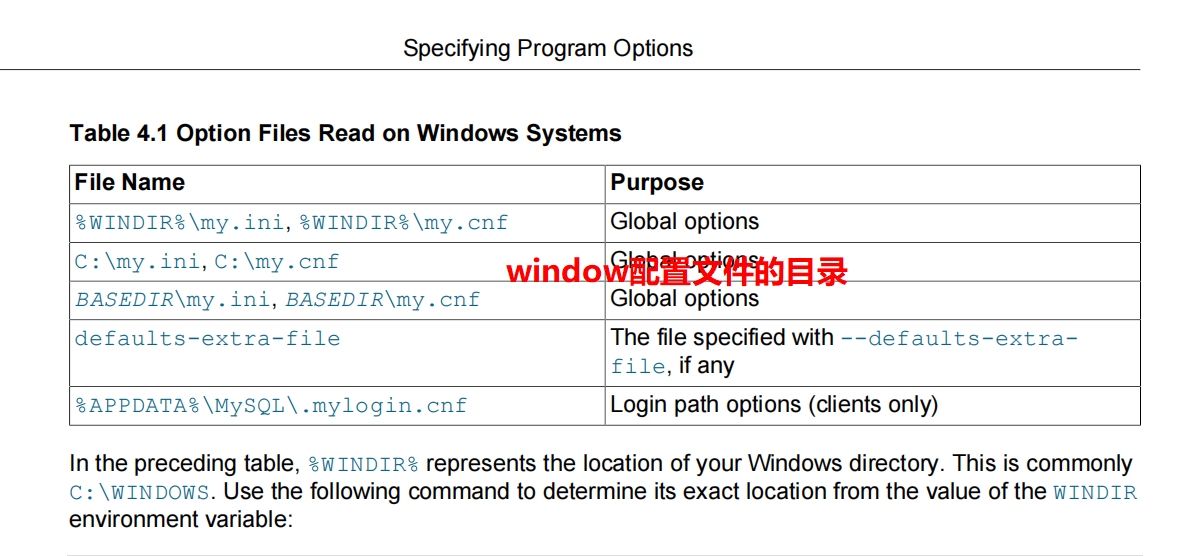 Specifying Program Options
Table 4.1 Option Files Read on Windows Systems
File Name Purpose
%WINDIR%\my.ini, %WINDIR%\my.cnf Global options
C:\my.ini, C:\my.cnf Global options
window配置文件的目录
BASEDIR\my.ini, BASEDIR\my.cnf Global options
defaults-extra-file The file specified with --defaults-extra-
file, if any
%APPDATA%\MySQL\.mylogin.cnf Login path options (clients only)
In the preceding table, %WINDIR% represents the location of your Windows directory. This is commonly
C:\WINDOWS. Use the following command to determine its exact location from the value of the WINDIR
environment variable: